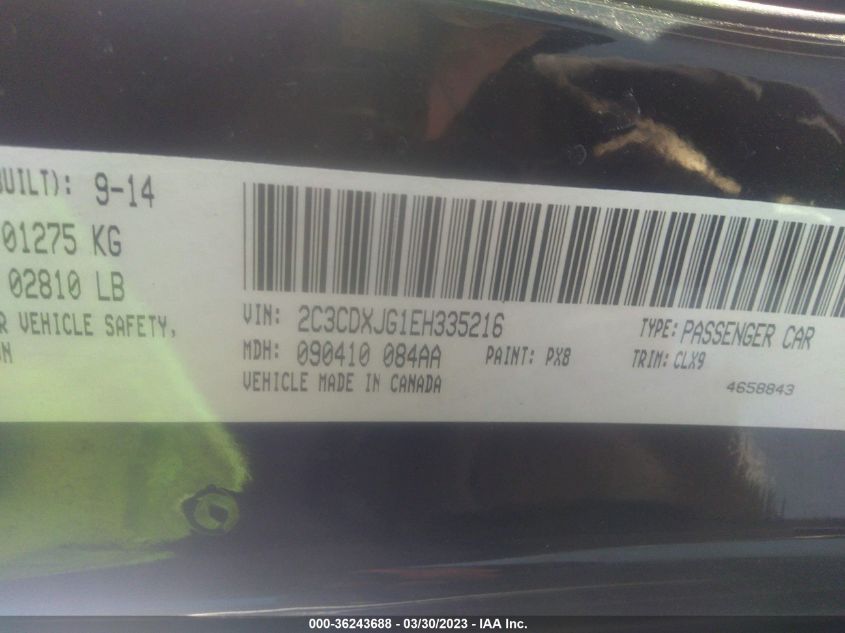 BUILT): 9-14
01275 KG
02810 LB
R VEHICLE SAFETY,
N
VIN: 2C3CDXJG1EH335216
TYPE: PASSENGER CAR
MDH: 090410 084AA
PAINT: PX8
TRIM: CLX9
VEHICLE MADE IN CANADA
4658843
000-36243688 - 03/30/2023 - IAA Inc.